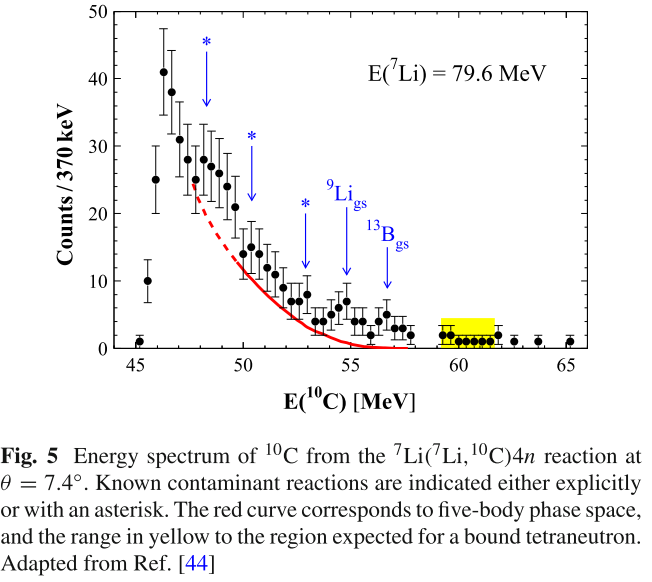 50
40
30
20
10
0
Counts / 370 keV
E(⁷Li) = 79.6 MeV
*
*
*
⁹Ligs
¹³Bgs
45
50
55
60
65
E(¹⁰C) [MeV]
Fig. 5 Energy spectrum of ¹⁰C from the ⁷Li(⁷Li,¹⁰C)4n reaction at
θ = 7.4°. Known contaminant reactions are indicated either explicitly
or with an asterisk. The red curve corresponds to five-body phase space,
and the range in yellow to the region expected for a bound tetraneutron.
Adapted from Ref. [44]